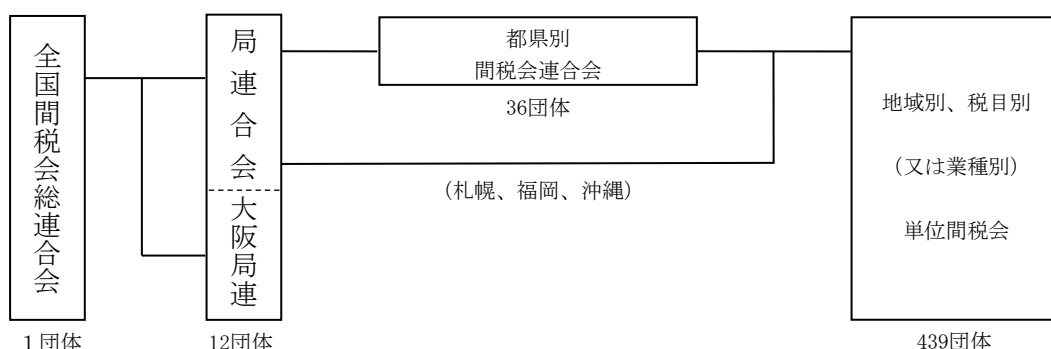 全国間税会総連合会
1団体
局連合会
大阪局連
12団体
都県別
間税会連合会
36団体
(札幌、福岡、沖縄)
地域別、税目別
(又は業種別)
単位間税会
439団体